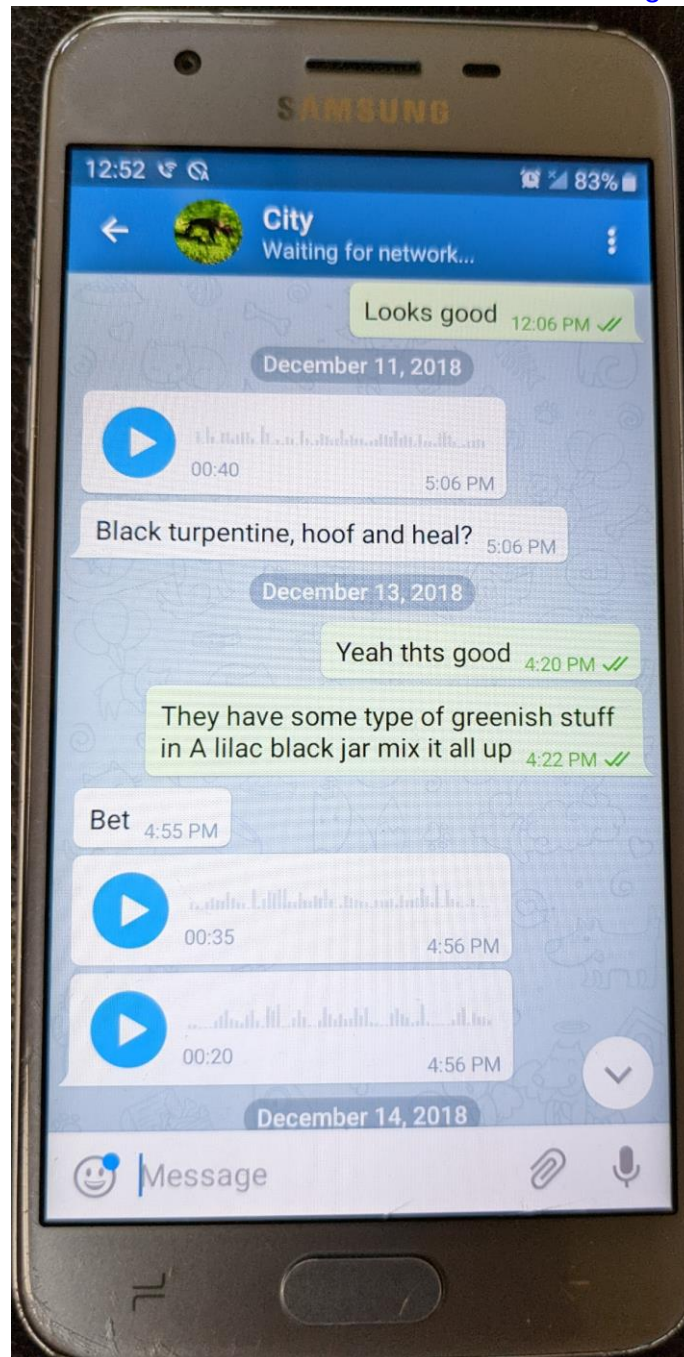 SAMSUNG
12:52 83%
City
Waiting for network...
Looks good 12:06 PM
December 11, 2018
00:40 5:06 PM
Black turpentine, hoof and heal? 5:06 PM
December 13, 2018
Yeah thts good 4:20 PM
They have some type of greenish stuff
in A lilac black jar mix it all up 4:22 PM
Bet 4:55 PM
00:35 4:56 PM
00:20 4:56 PM
December 14, 2018
Message